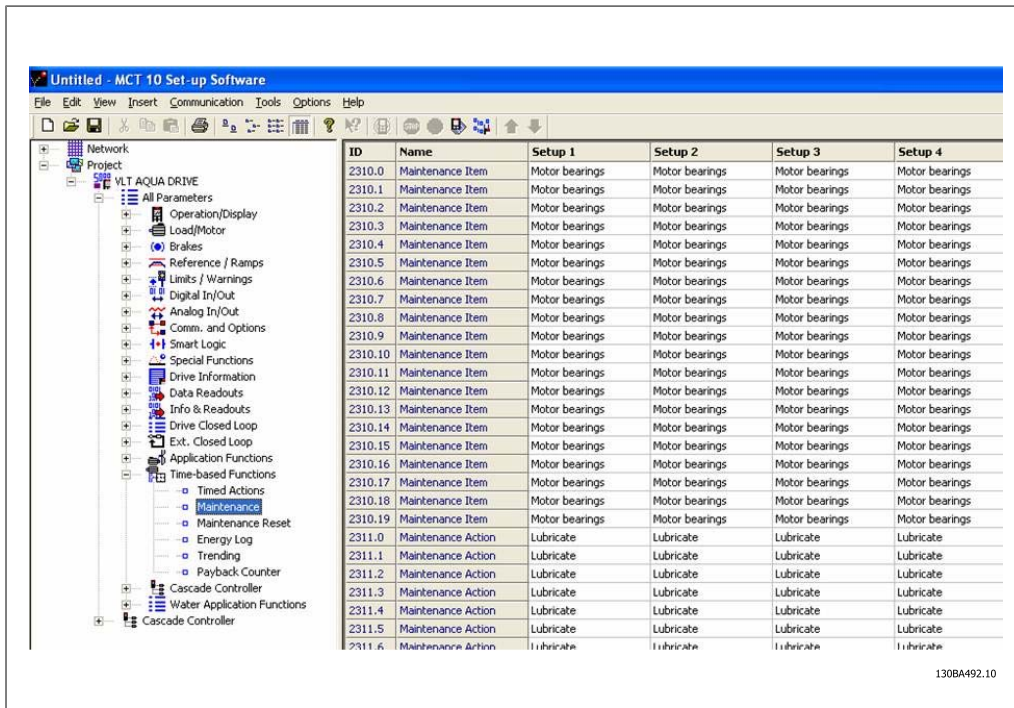 Untitled - MCT 10 Set-up Software
File Edit View Insert Communication Tools Options Help
Network
Project
VLT AQUA DRIVE
All Parameters
Operation/Display
Load/Motor
Brakes
Reference / Ramps
Limits / Warnings
Digital In/Out
Analog In/Out
Comm. and Options
Smart Logic
Special Functions
Drive Information
Data Readouts
Info & Readouts
Drive Closed Loop
Ext. Closed Loop
Application Functions
Time-based Functions
Timed Actions
Maintenance
Maintenance Reset
Energy Log
Trending
Payback Counter
Cascade Controller
Water Application Functions
Cascade Controller
ID Name Setup 1 Setup 2 Setup 3 Setup 4
2310.0 Maintenance Item Motor bearings Motor bearings Motor bearings Motor bearings
2310.1 Maintenance Item Motor bearings Motor bearings Motor bearings Motor bearings
2310.2 Maintenance Item Motor bearings Motor bearings Motor bearings Motor bearings
2310.3 Maintenance Item Motor bearings Motor bearings Motor bearings Motor bearings
2310.4 Maintenance Item Motor bearings Motor bearings Motor bearings Motor bearings
2310.5 Maintenance Item Motor bearings Motor bearings Motor bearings Motor bearings
2310.6 Maintenance Item Motor bearings Motor bearings Motor bearings Motor bearings
2310.7 Maintenance Item Motor bearings Motor bearings Motor bearings Motor bearings
2310.8 Maintenance Item Motor bearings Motor bearings Motor bearings Motor bearings
2310.9 Maintenance Item Motor bearings Motor bearings Motor bearings Motor bearings
2310.10 Maintenance Item Motor bearings Motor bearings Motor bearings Motor bearings
2310.11 Maintenance Item Motor bearings Motor bearings Motor bearings Motor bearings
2310.12 Maintenance Item Motor bearings Motor bearings Motor bearings Motor bearings
2310.13 Maintenance Item Motor bearings Motor bearings Motor bearings Motor bearings
2310.14 Maintenance Item Motor bearings Motor bearings Motor bearings Motor bearings
2310.15 Maintenance Item Motor bearings Motor bearings Motor bearings Motor bearings
2310.16 Maintenance Item Motor bearings Motor bearings Motor bearings Motor bearings
2310.17 Maintenance Item Motor bearings Motor bearings Motor bearings Motor bearings
2310.18 Maintenance Item Motor bearings Motor bearings Motor bearings Motor bearings
2310.19 Maintenance Item Motor bearings Motor bearings Motor bearings Motor bearings
2311.0 Maintenance Action Lubricate Lubricate Lubricate Lubricate
2311.1 Maintenance Action Lubricate Lubricate Lubricate Lubricate
2311.2 Maintenance Action Lubricate Lubricate Lubricate Lubricate
2311.3 Maintenance Action Lubricate Lubricate Lubricate Lubricate
2311.4 Maintenance Action Lubricate Lubricate Lubricate Lubricate
2311.5 Maintenance Action Lubricate Lubricate Lubricate Lubricate
2311.6 Maintenance Action Lubricate Lubricate Lubricate Lubricate
130BA492.10